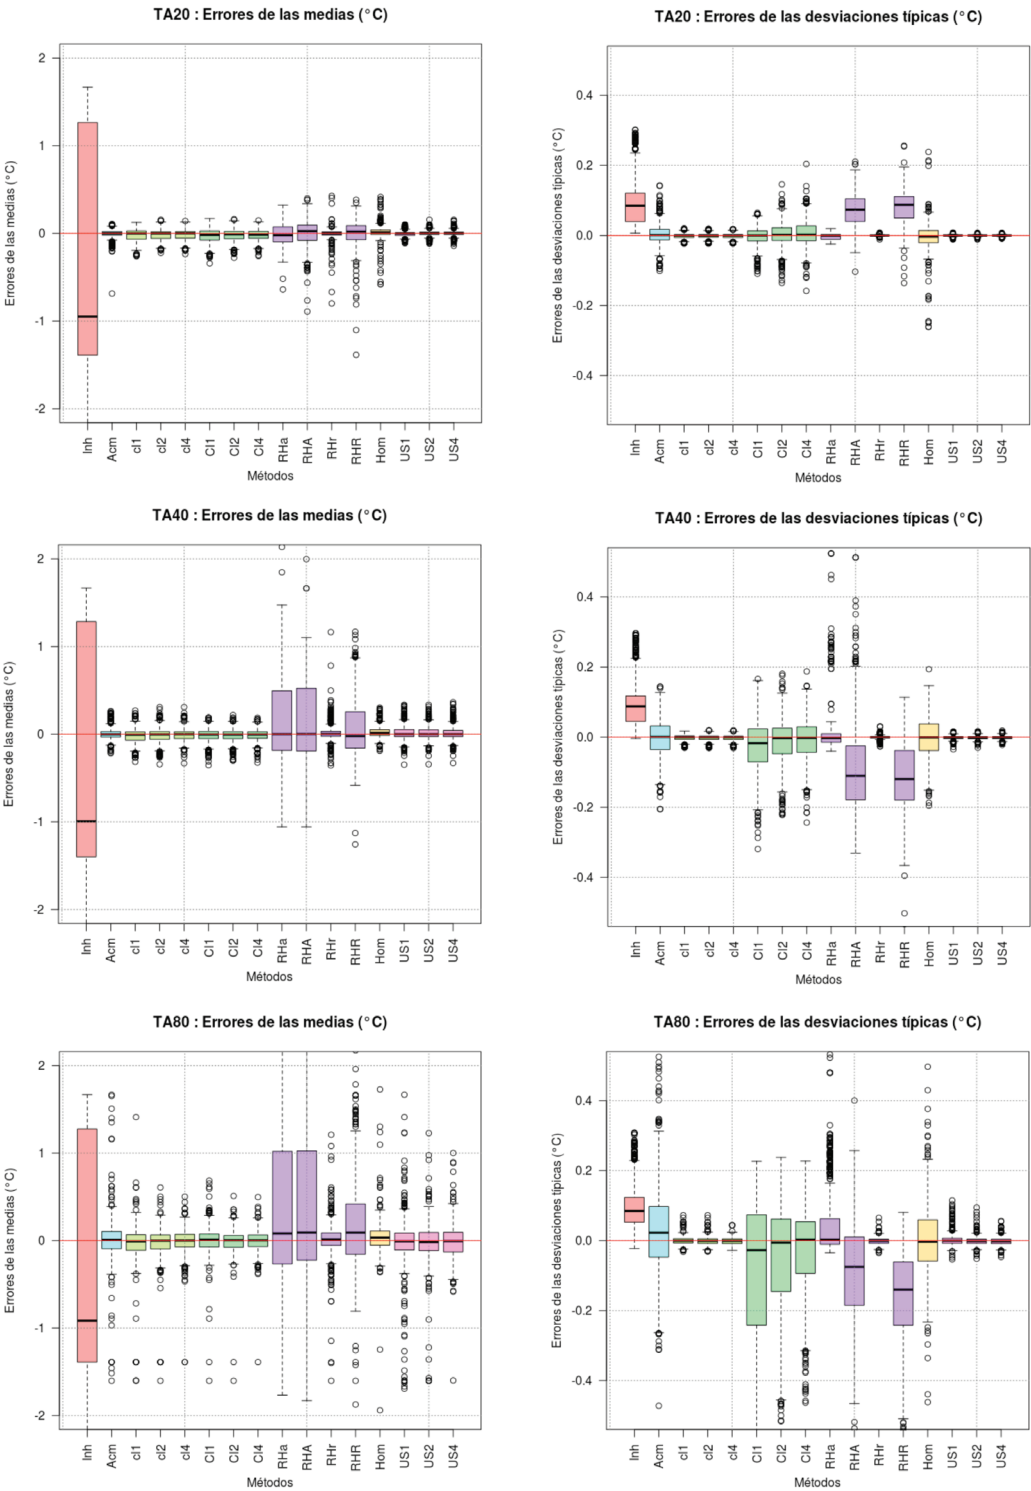 TA20 : Errores de las medias (°C)
Errores de las medias (°C)
2
1
0
-1
-2
Inh Acm cl1 cl2 cl4 Cl1 Cl2 Cl4 RHa RHA RHr RHR Hom US1 US2 US4
Métodos
TA20 : Errores de las desviaciones típicas (°C)
Errores de las desviaciones típicas (°C)
0.4
0.2
0.0
-0.2
-0.4
Inh Acm cl1 cl2 cl4 Cl1 Cl2 Cl4 RHa RHA RHr RHR Hom US1 US2 US4
Métodos
TA40 : Errores de las medias (°C)
Errores de las medias (°C)
2
1
0
-1
-2
Inh Acm cl1 cl2 cl4 Cl1 Cl2 Cl4 RHa RHA RHr RHR Hom US1 US2 US4
Métodos
TA40 : Errores de las desviaciones típicas (°C)
Errores de las desviaciones típicas (°C)
0.4
0.2
0.0
-0.2
-0.4
Inh Acm cl1 cl2 cl4 Cl1 Cl2 Cl4 RHa RHA RHr RHR Hom US1 US2 US4
Métodos
TA80 : Errores de las medias (°C)
Errores de las medias (°C)
2
1
0
-1
-2
Inh Acm cl1 cl2 cl4 Cl1 Cl2 Cl4 RHa RHA RHr RHR Hom US1 US2 US4
Métodos
TA80 : Errores de las desviaciones típicas (°C)
Errores de las desviaciones típicas (°C)
0.4
0.2
0.0
-0.2
-0.4
Inh Acm cl1 cl2 cl4 Cl1 Cl2 Cl4 RHa RHA RHr RHR Hom US1 US2 US4
Métodos